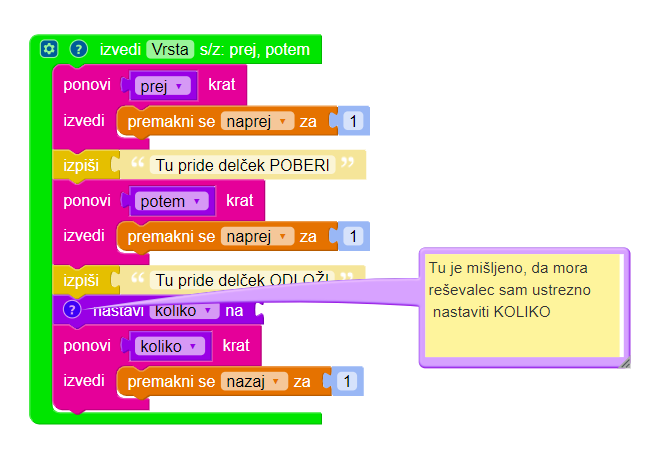 ? izvedi Vrsta s/z: prej, potem
ponovi prej krat
izvedi premakni se naprej za 1
izpiši “ Tu pride delček POBERI ”
ponovi potem krat
izvedi premakni se naprej za 1
izpiši “ Tu pride delček ODLOŽI
? nastavi koliko na
ponovi koliko krat
izvedi premakni se nazaj za 1
Tu je mišljeno, da mora
reševalec sam ustrezno
nastaviti KOLIKO